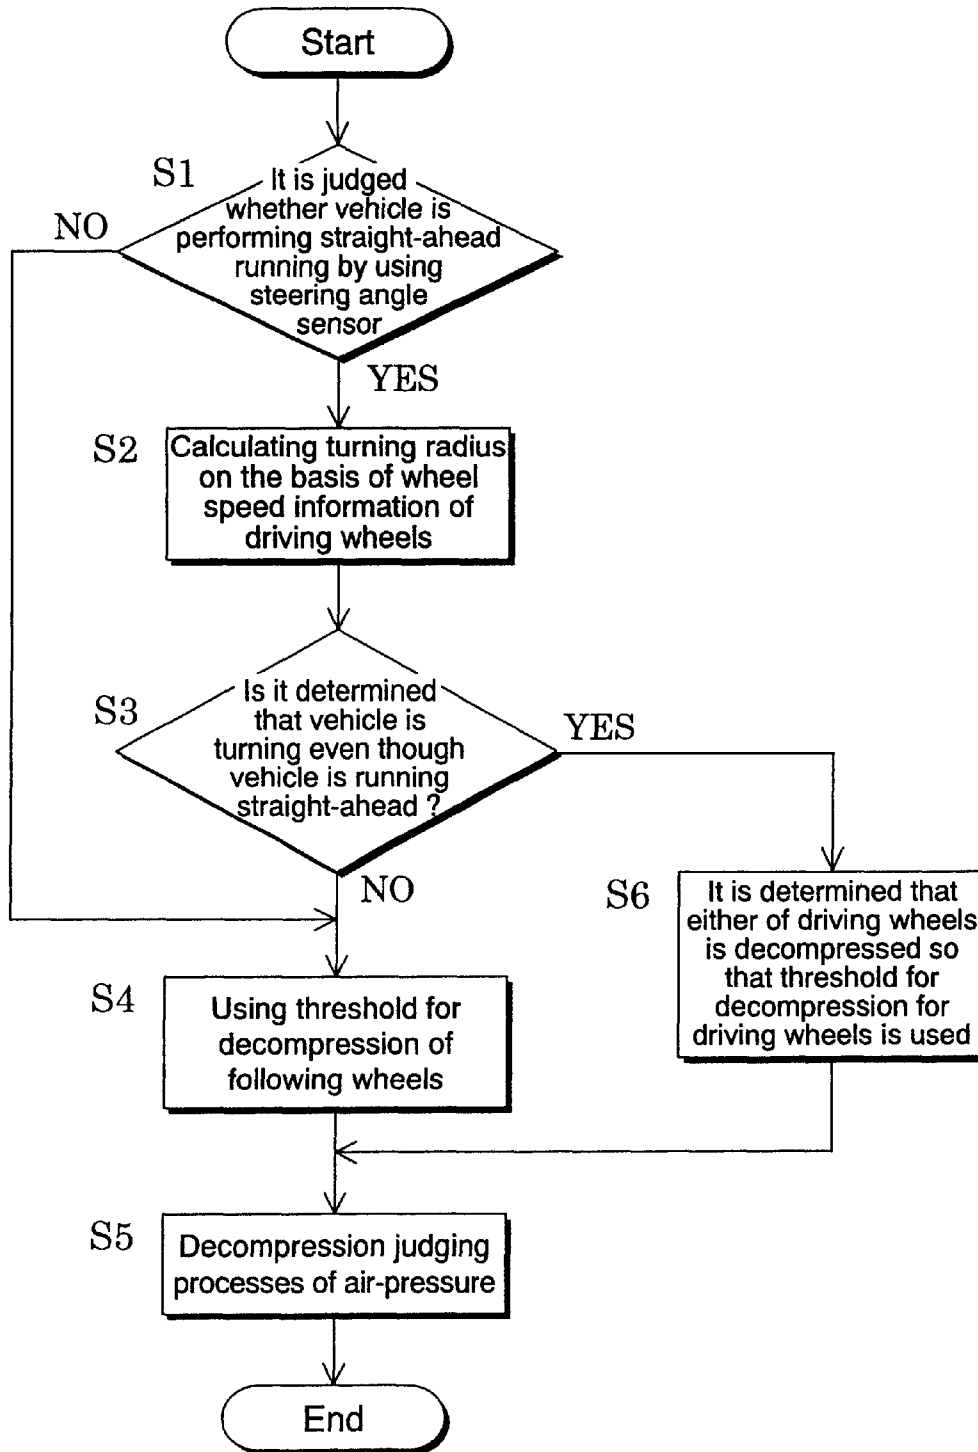 Start
S1
It is judged
whether vehicle is
performing straight-ahead
running by using
steering angle
sensor
NO
YES
S2
Calculating turning radius
on the basis of wheel
speed information of
driving wheels
S3
Is it determined
that vehicle is
turning even though
vehicle is running
straight-ahead ?
YES
NO
S6
It is determined that
either of driving wheels
is decompressed so
that threshold for
decompression for
driving wheels is used
S4
Using threshold for
decompression of
following wheels
S5
Decompression judging
processes of air-pressure
End